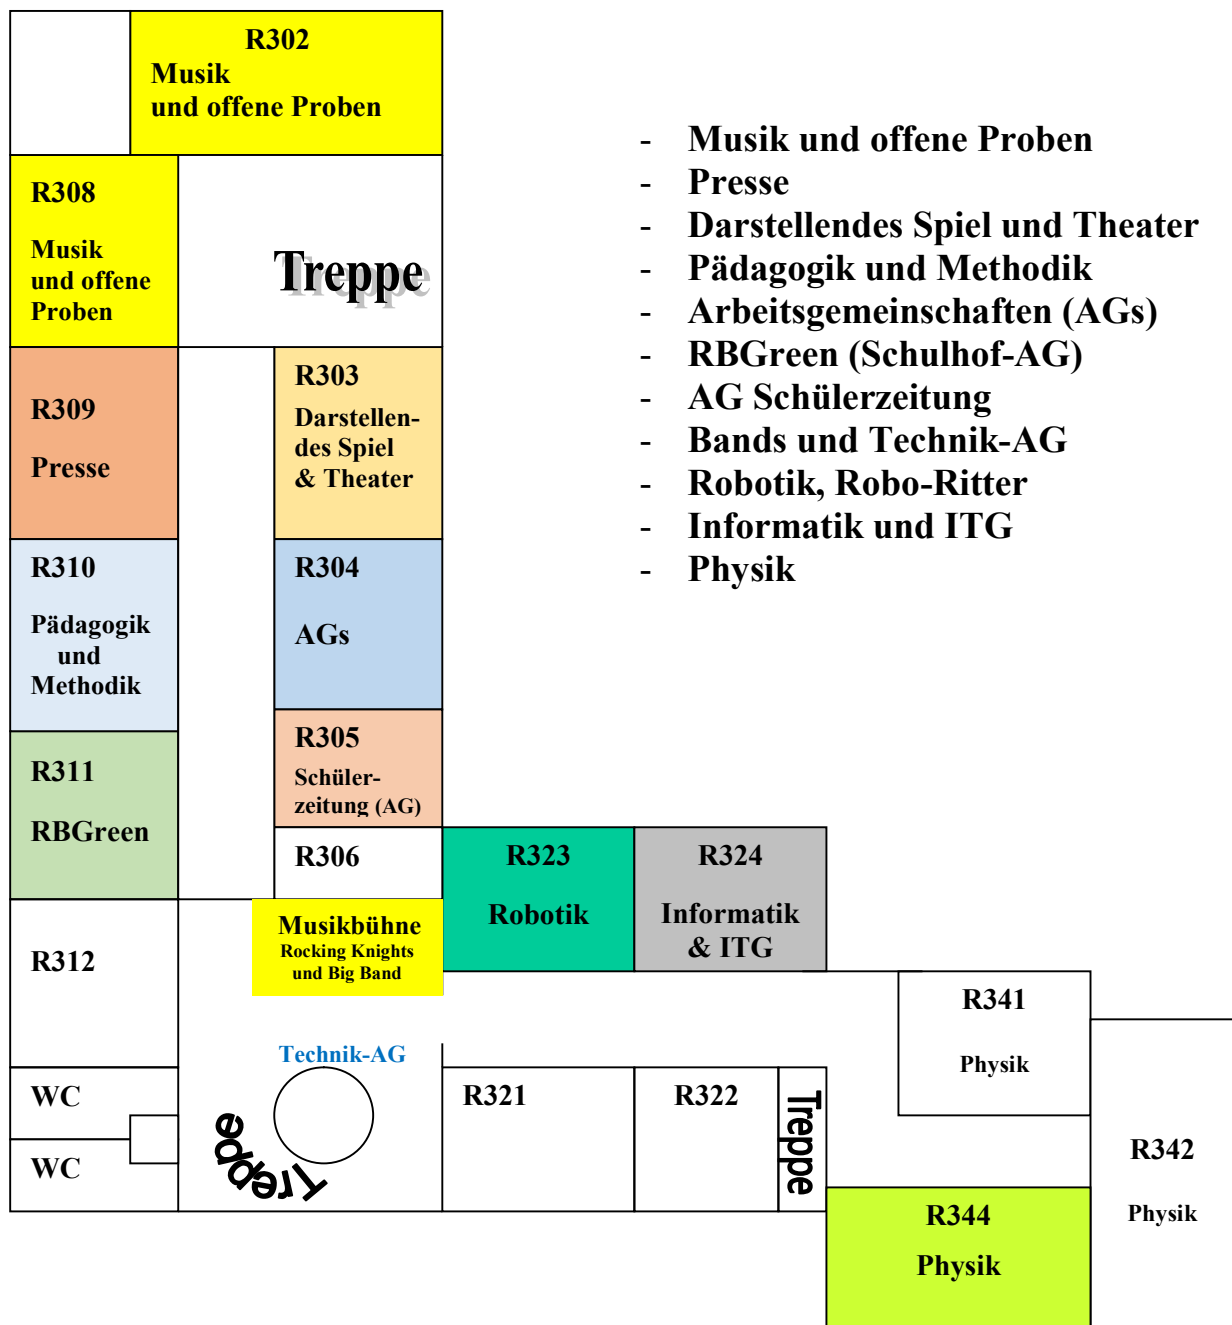 R302
Musik
und offene Proben
- Musik und offene Proben
- Presse
- Darstellendes Spiel und Theater
- Pädagogik und Methodik
- Arbeitsgemeinschaften (AGs)
- RBGreen (Schulhof-AG)
- AG Schülerzeitung
- Bands und Technik-AG
- Robotik, Robo-Ritter
- Informatik und ITG
- Physik
R308
Musik
und offene
Proben
Treppe
R309
Presse
R303
Darstellen-
des Spiel
& Theater
R310
Pädagogik
und
Methodik
R304
AGs
R311
RBGreen
R305
Schüler-
zeitung (AG)
R306
R323
Robotik
R324
Informatik
& ITG
R312
Musikbühne
Rocking Knights
und Big Band
R341
Physik
Technik-AG
WC
WC
Treppe
R321
R322
Treppe
R342
Physik
R344
Physik